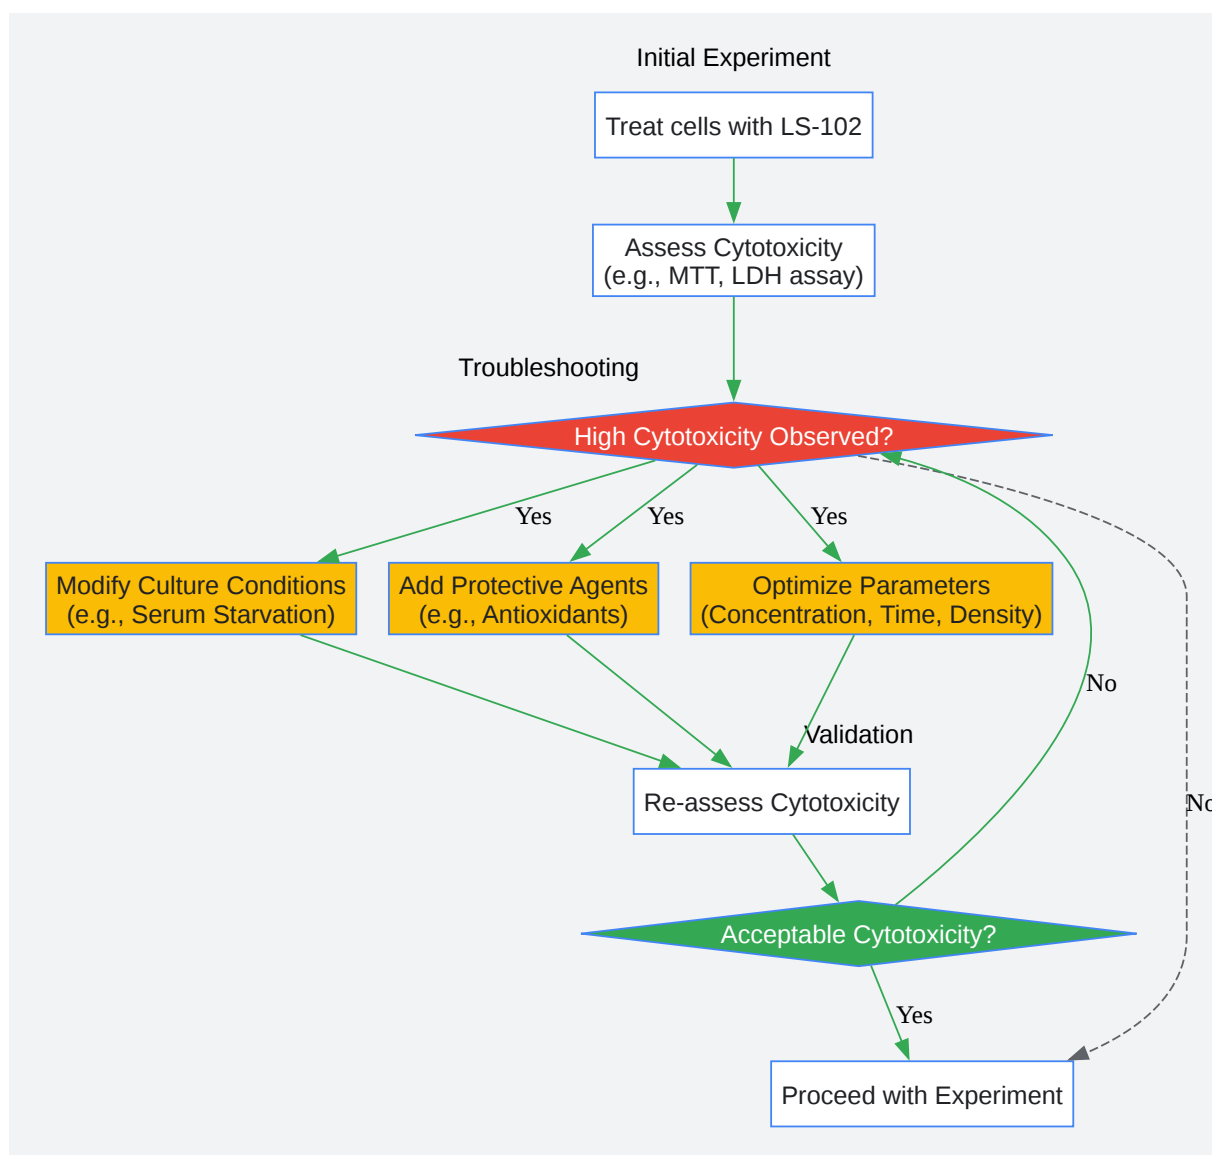 Initial Experiment
Treat cells with LS-102
Assess Cytotoxicity
(e.g., MTT, LDH assay)
Troubleshooting
High Cytotoxicity Observed?
Yes
Yes
Yes
Modify Culture Conditions
(e.g., Serum Starvation)
Add Protective Agents
(e.g., Antioxidants)
Optimize Parameters
(Concentration, Time, Density)
No
Validation
Re-assess Cytotoxicity
No
Acceptable Cytotoxicity?
Yes
Proceed with Experiment